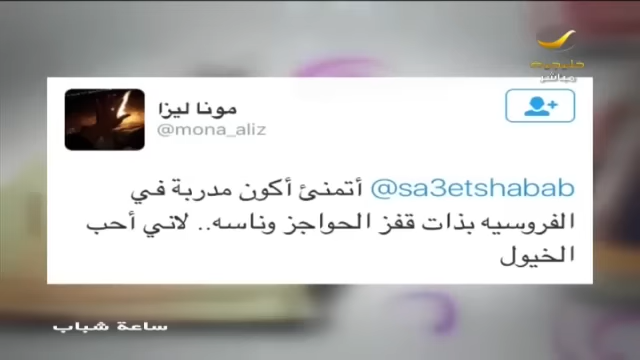 خليجية
مباشر
مونا ليزا
@mona_aliz
@sa3etshabab أتمنئ أكون مدربة في
الفروسيه بذات قفز الحواجز وناسه.. لاني أحب
الخيول
ساعة شباب